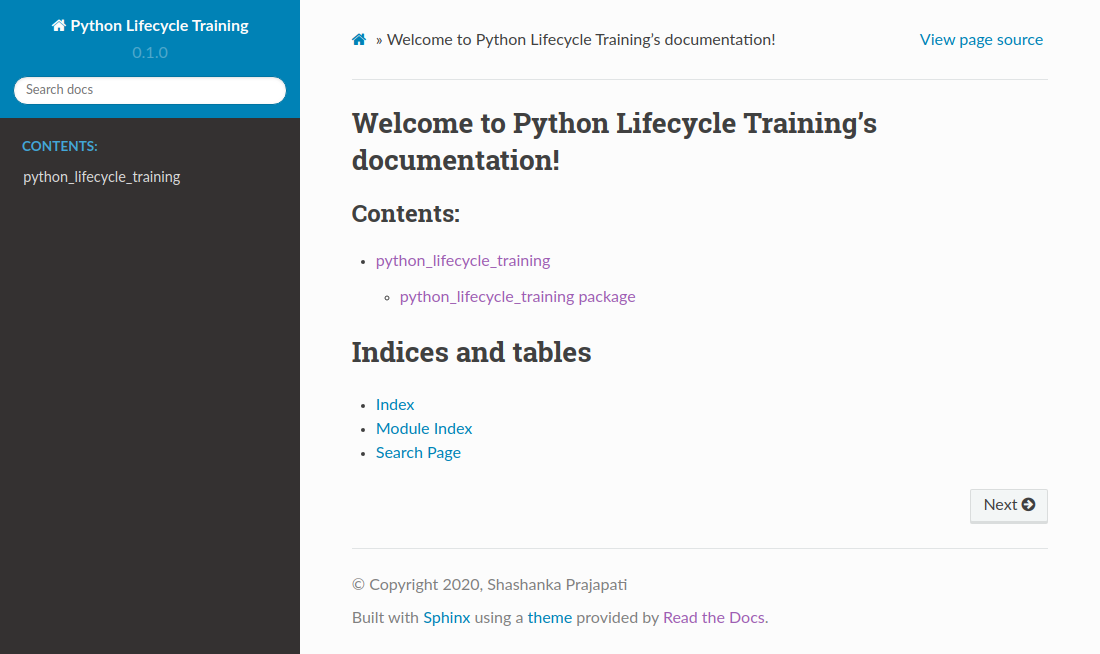 Python Lifecycle Training
0.1.0
Search docs
CONTENTS:
python_lifecycle_training
» Welcome to Python Lifecycle Training’s documentation!
View page source
Welcome to Python Lifecycle Training’s
documentation!
Contents:
python_lifecycle_training
python_lifecycle_training package
Indices and tables
Index
Module Index
Search Page
Next
© Copyright 2020, Shashanka Prajapati
Built with Sphinx using a theme provided by Read the Docs.